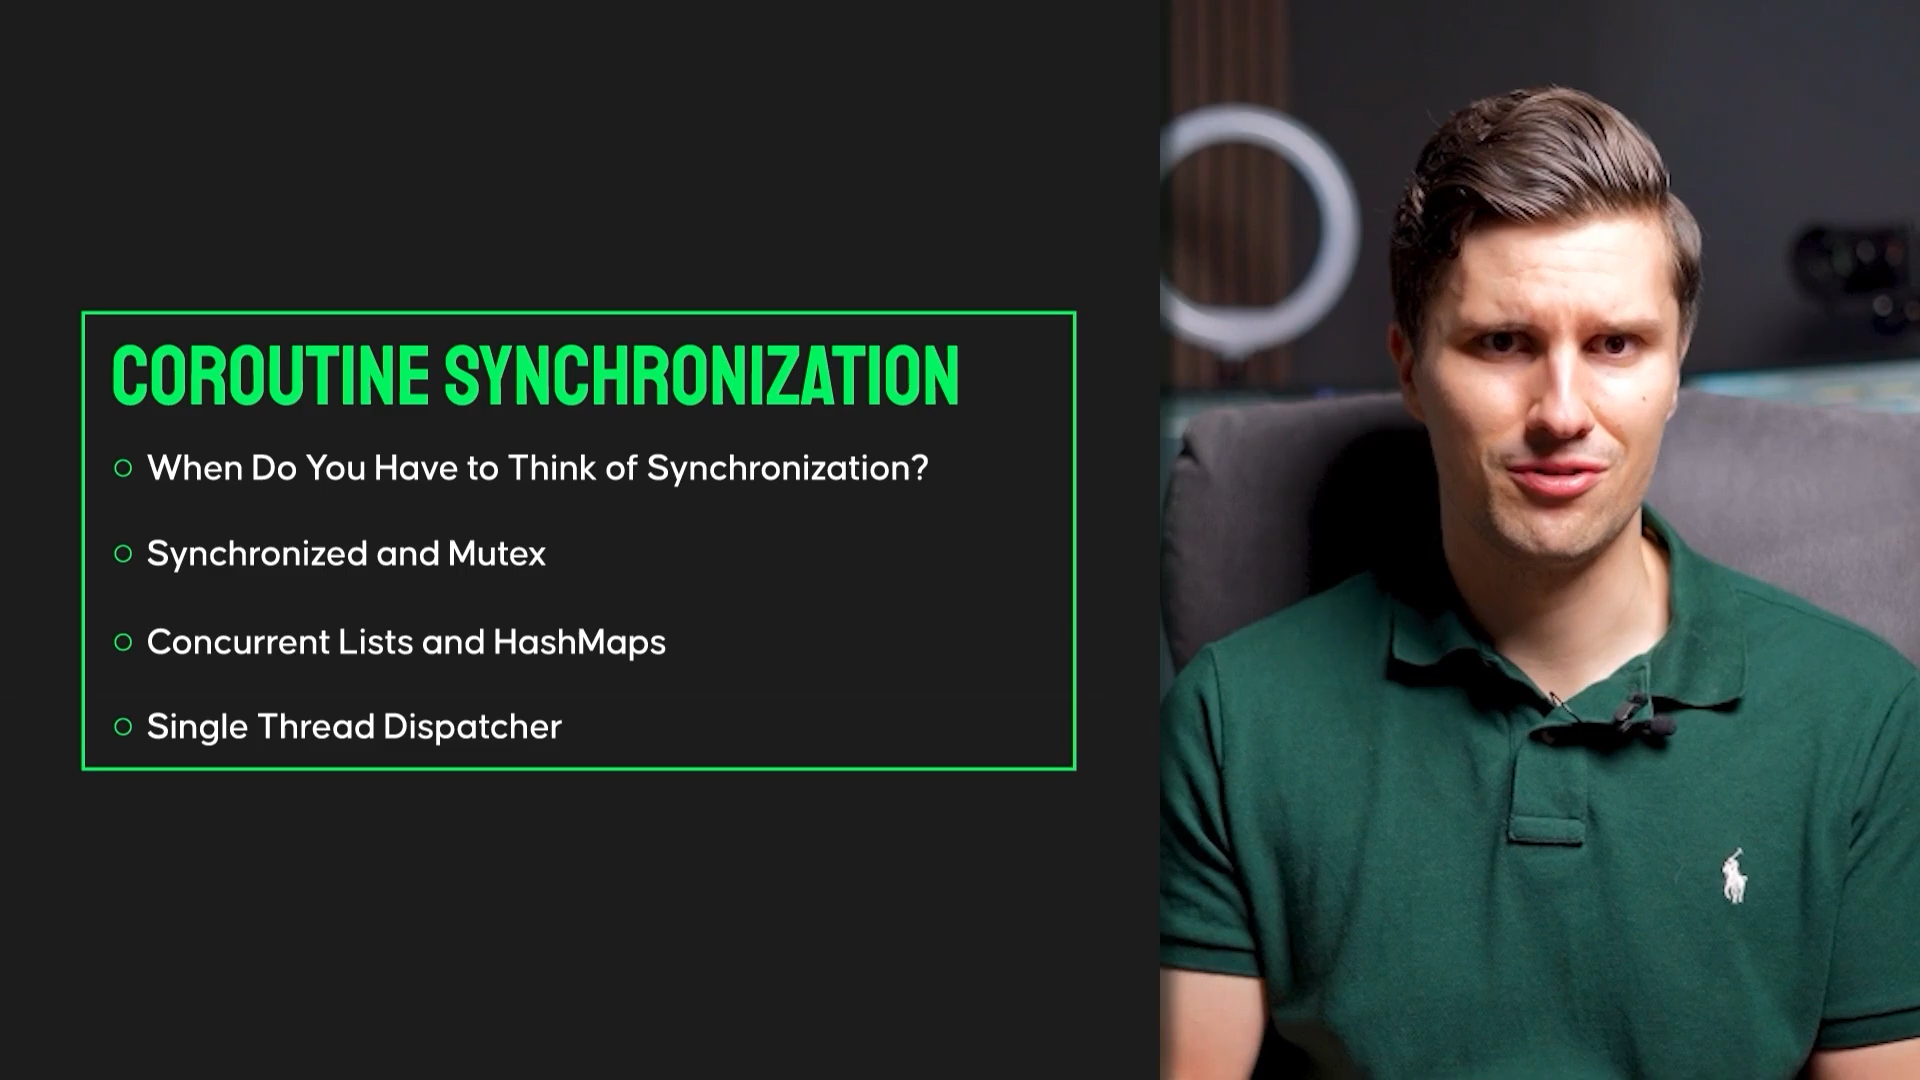 COROUTINE SYNCHRONIZATION
When Do You Have to Think of Synchronization?
Synchronized and Mutex
Concurrent Lists and HashMaps
Single Thread Dispatcher